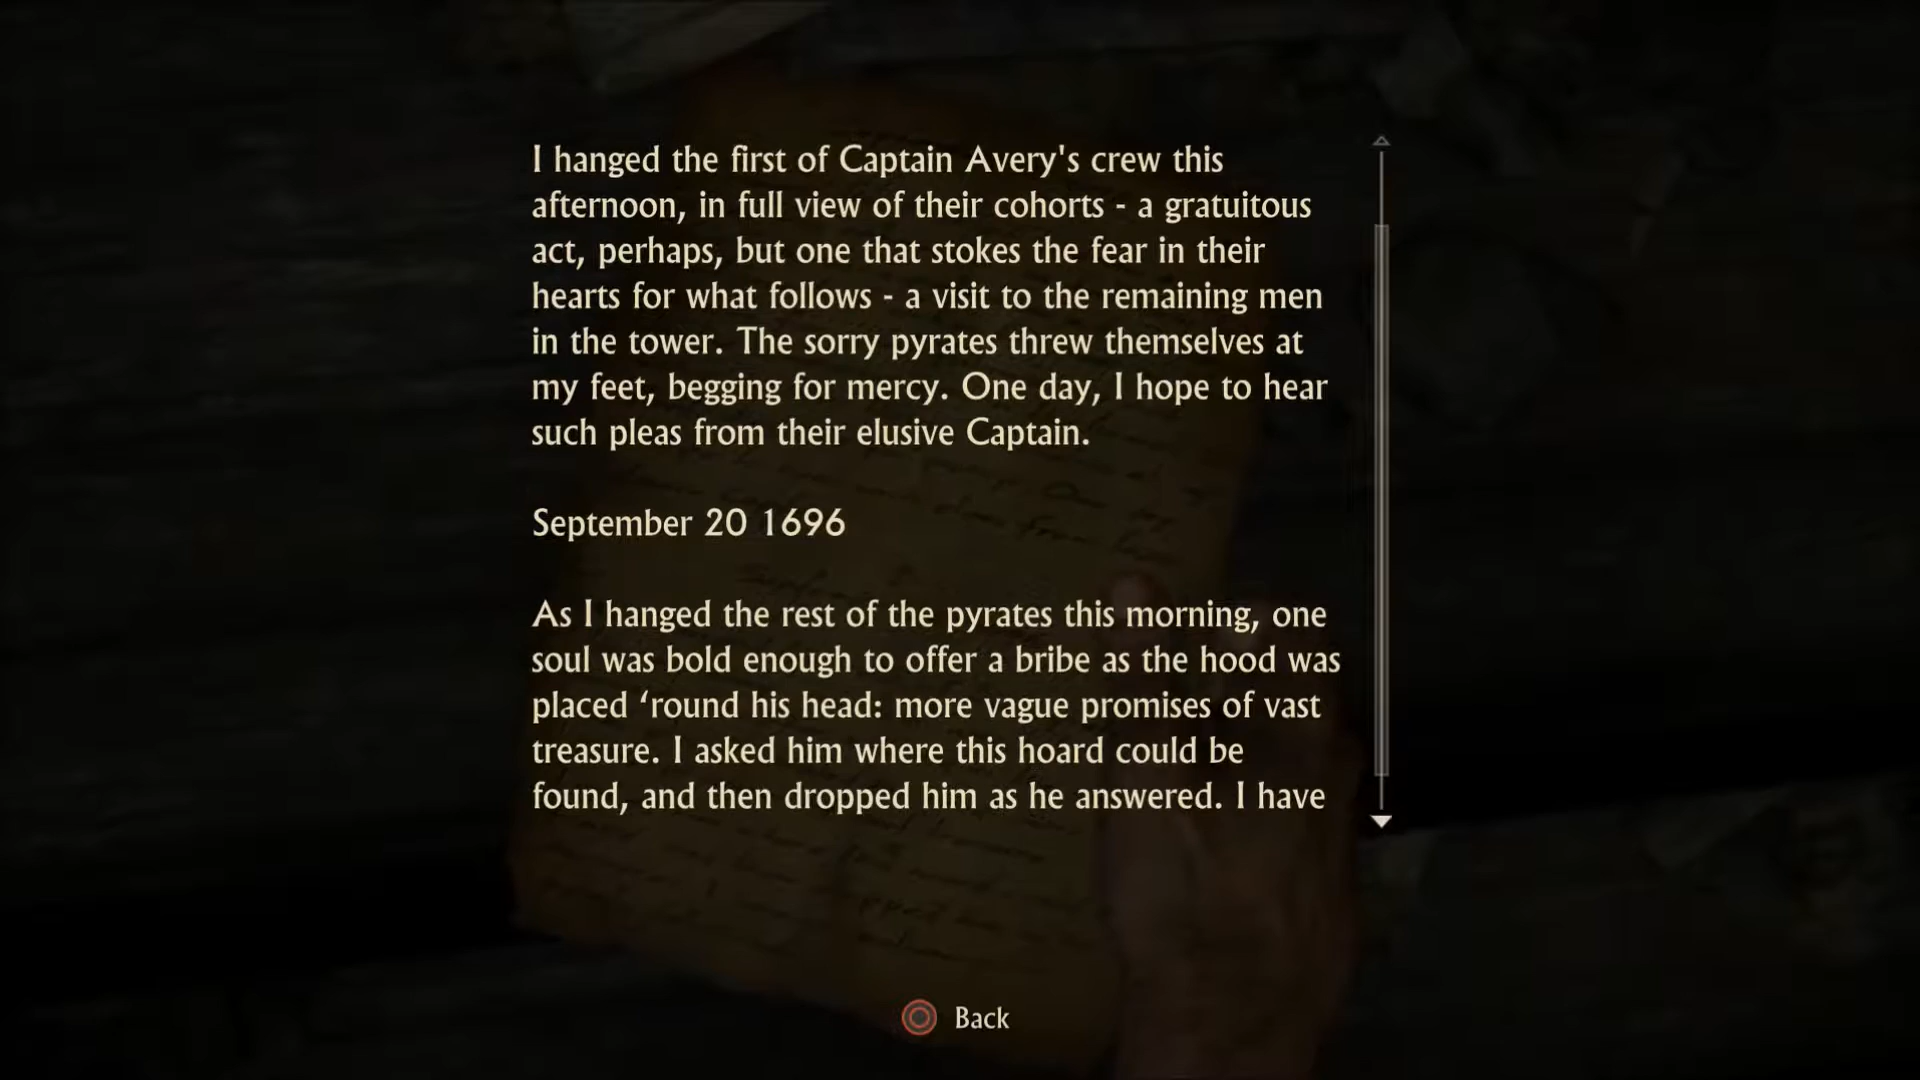 I hanged the first of Captain Avery's crew this
afternoon, in full view of their cohorts - a gratuitous
act, perhaps, but one that stokes the fear in their
hearts for what follows - a visit to the remaining men
in the tower. The sorry pyrates threw themselves at
my feet, begging for mercy. One day, I hope to hear
such pleas from their elusive Captain.
September 20 1696
As I hanged the rest of the pyrates this morning, one
soul was bold enough to offer a bribe as the hood was
placed ‘round his head: more vague promises of vast
treasure. I asked him where this hoard could be
found, and then dropped him as he answered. I have
Back